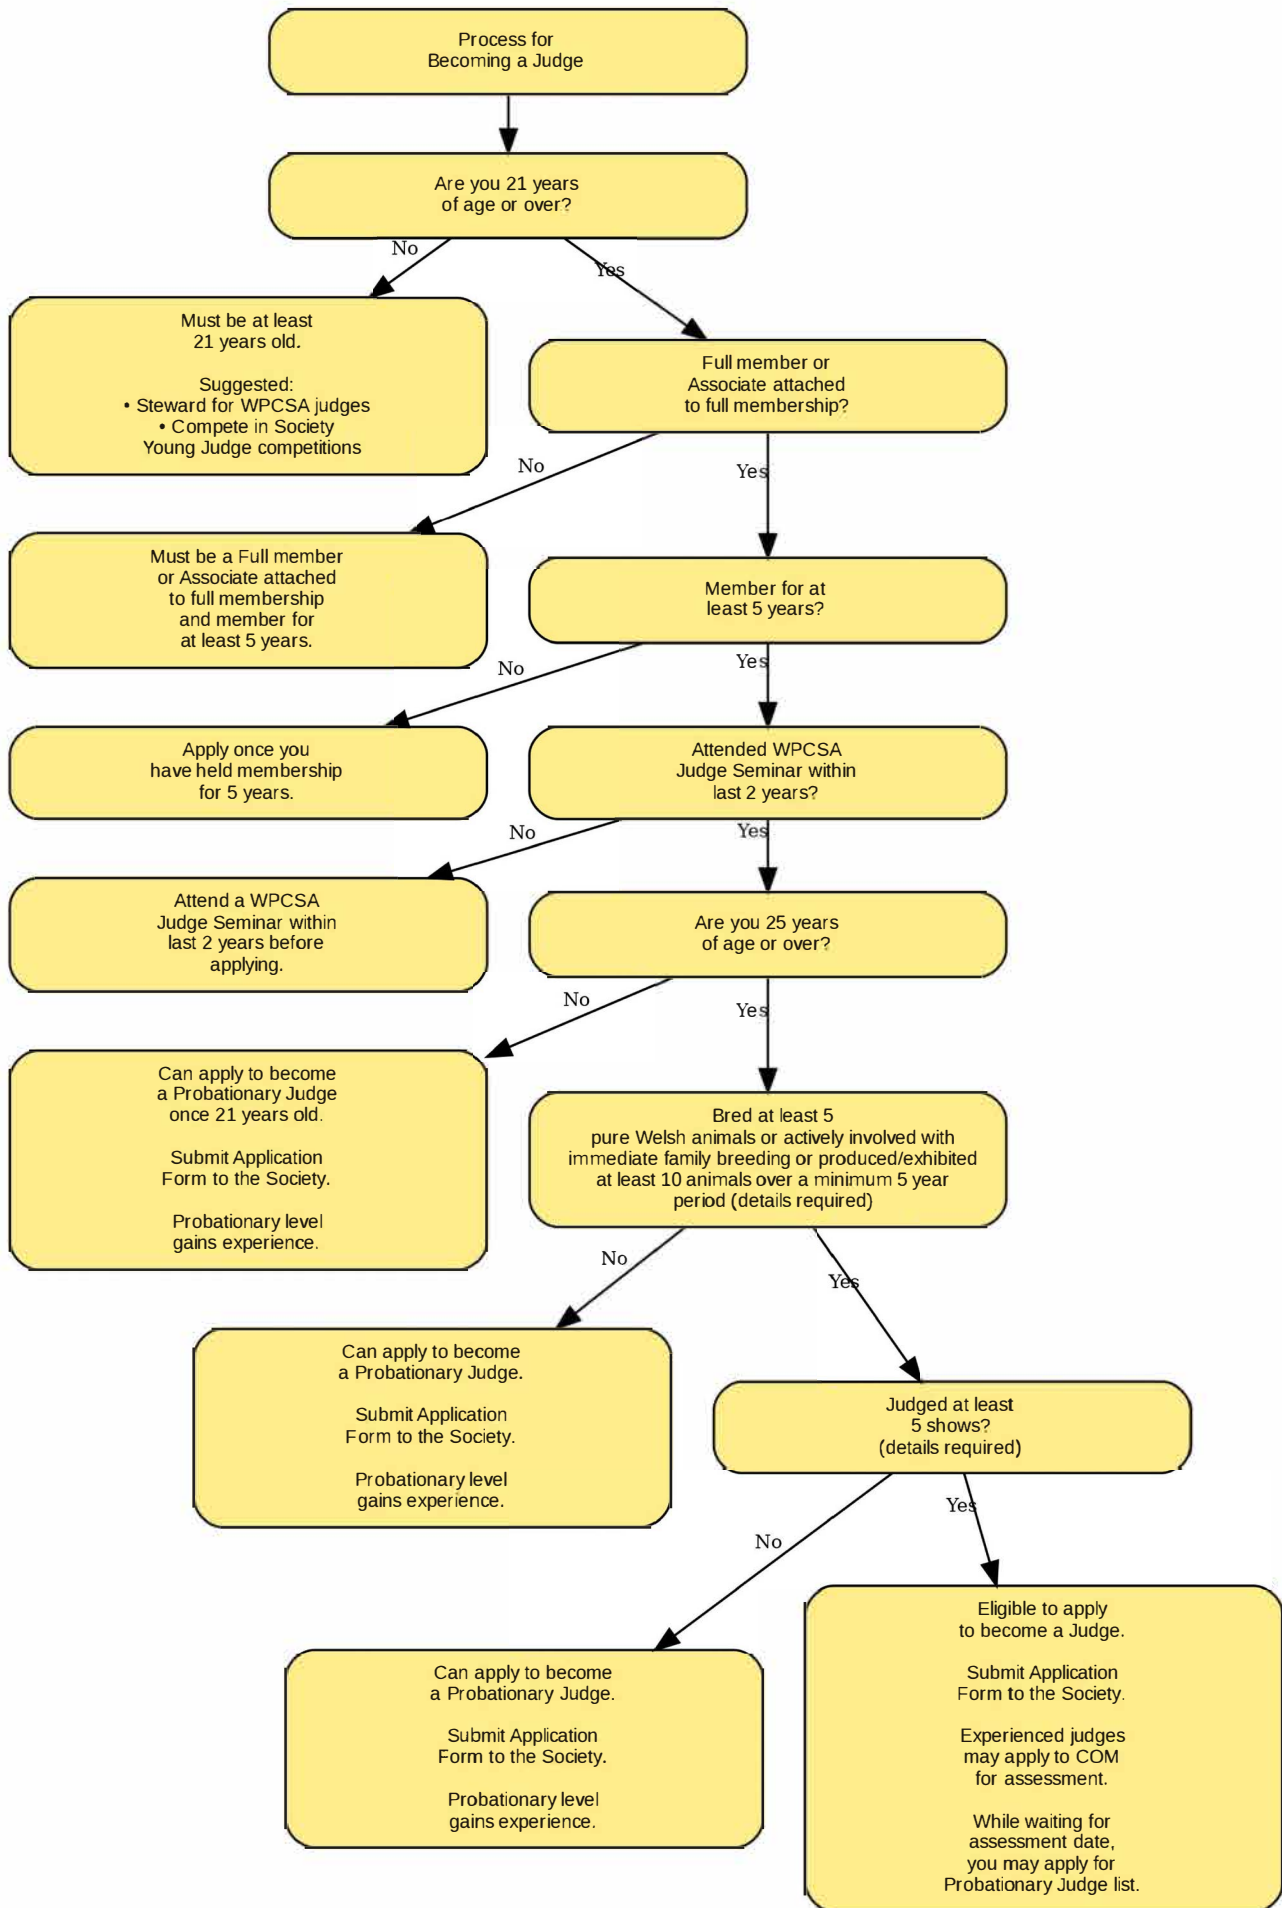 Process for
Becoming a Judge
Are you 21 years
of age or over?
No
Yes
Must be at least
21 years old.
Suggested:
• Steward for WPCSA judges
• Compete in Society
Young Judge competitions
Full member or
Associate attached
to full membership?
No
Yes
Must be a Full member
or Associate attached
to full membership
and member for
at least 5 years.
Member for at
least 5 years?
No
Yes
Apply once you
have held membership
for 5 years.
Attended WPCSA
Judge Seminar within
last 2 years?
No
Yes
Attend a WPCSA
Judge Seminar within
last 2 years before
applying.
Are you 25 years
of age or over?
No
Yes
Can apply to become
a Probationary Judge
once 21 years old.
Submit Application
Form to the Society.
Probationary level
gains experience.
Bred at least 5
pure Welsh animals or actively involved with
immediate family breeding or produced/exhibited
at least 10 animals over a minimum 5 year
period (details required)
No
Yes
Can apply to become
a Probationary Judge.
Submit Application
Form to the Society.
Probationary level
gains experience.
Judged at least
5 shows?
(details required)
No
Yes
Can apply to become
a Probationary Judge.
Submit Application
Form to the Society.
Probationary level
gains experience.
Eligible to apply
to become a Judge.
Submit Application
Form to the Society.
Experienced judges
may apply to COM
for assessment.
While waiting for
assessment date,
you may apply for
Probationary Judge list.